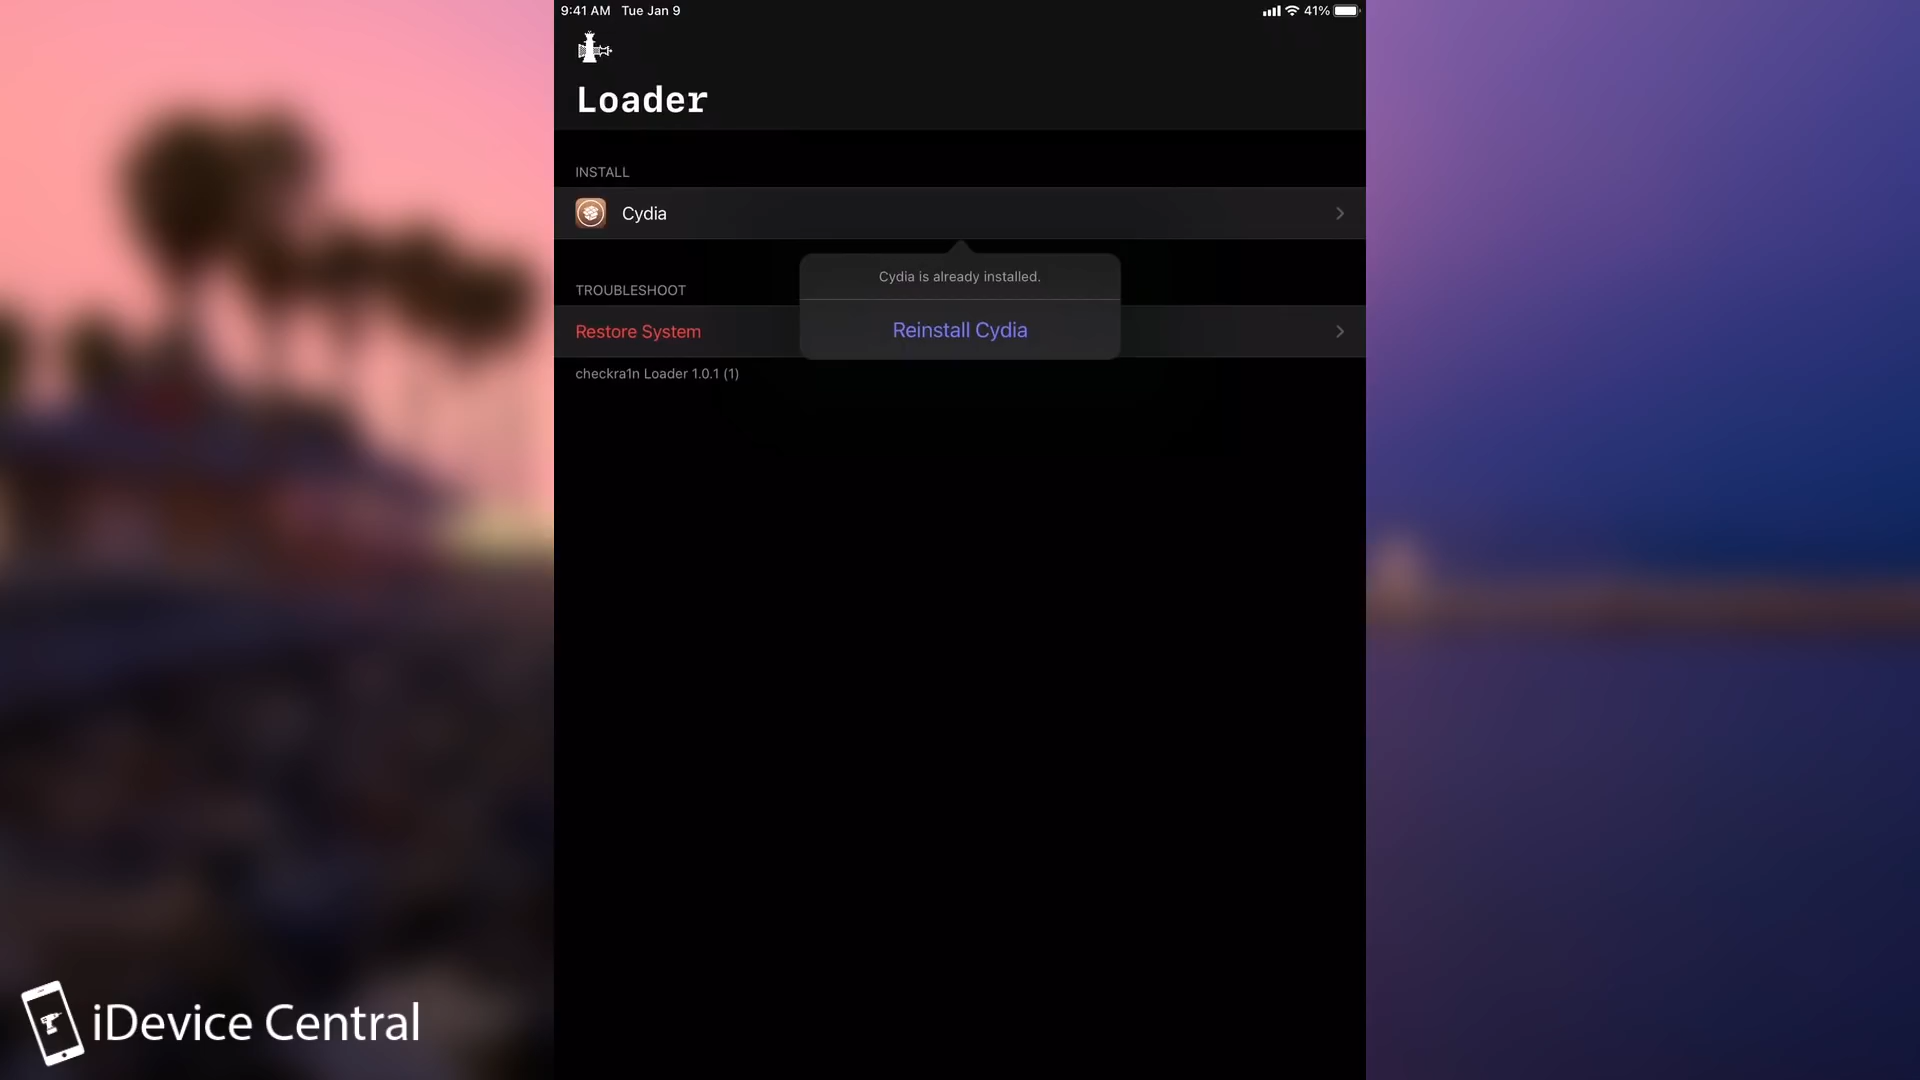 9:41 AM Tue Jan 9
41%
Loader
INSTALL
Cydia
Cydia is already installed.
TROUBLESHOOT
Restore System
Reinstall Cydia
checkra1n Loader 1.0.1 (1)
iDevice Central